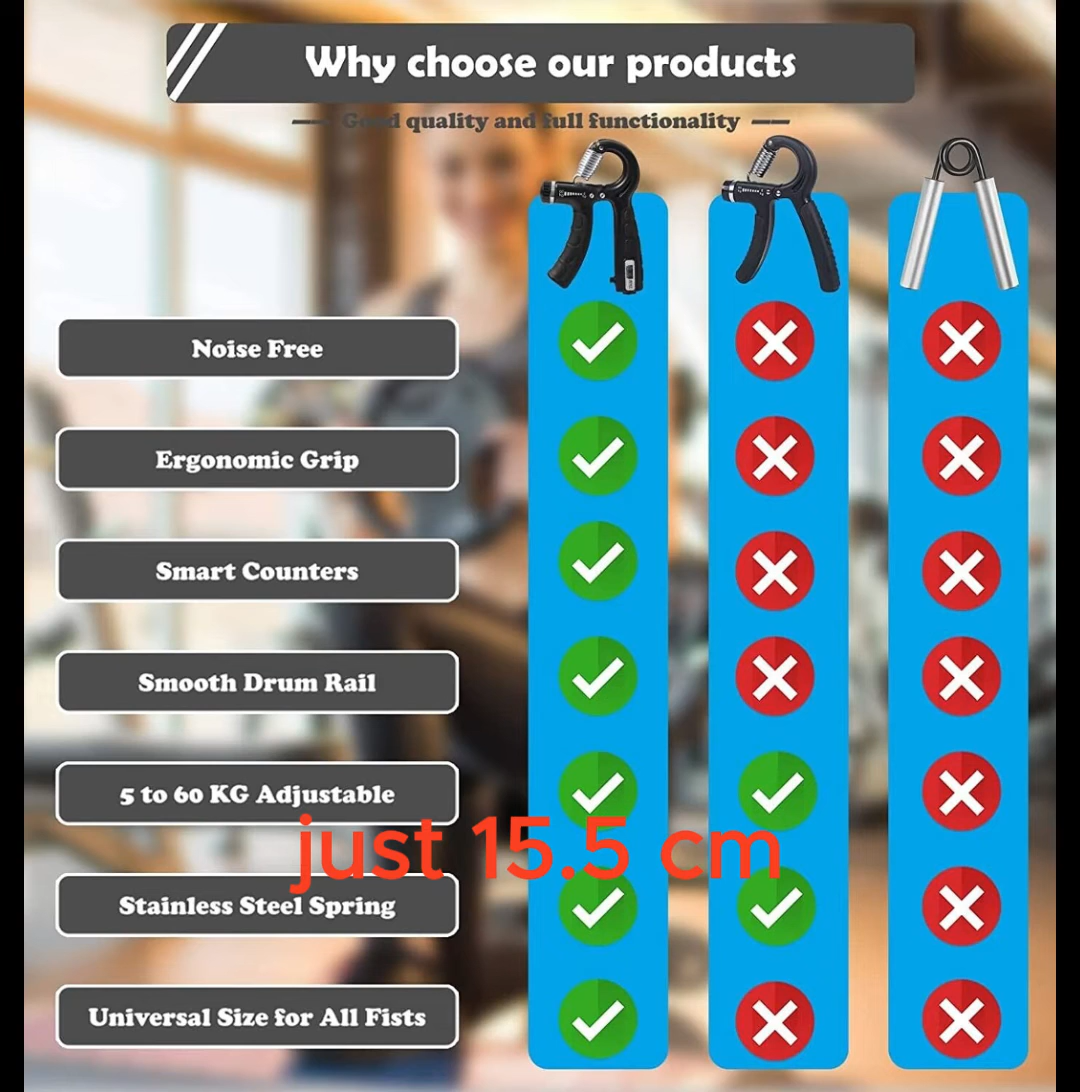 Why choose our products
Good quality and full functionality
Noise Free
Ergonomic Grip
Smart Counters
Smooth Drum Rail
5 to 60 KG Adjustable
just 15.5 cm
Stainless Steel Spring
Universal Size for All Fists